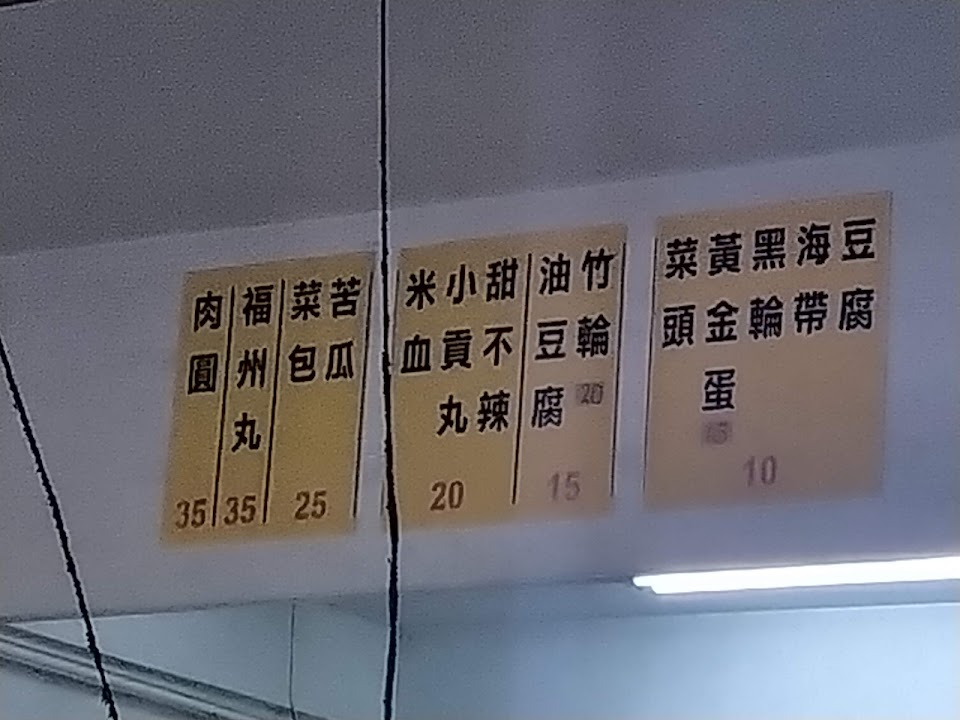 豆腐
海帶
黑輪
黃金蛋 15
菜頭
10
竹輪 20
油豆腐
15
甜不辣
小貢丸
米血
20
苦瓜
菜包
25
福州丸
35
肉圓
35